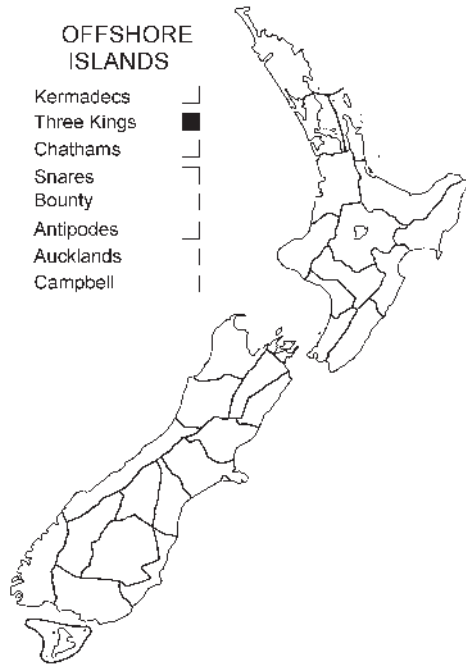 OFFSHORE
ISLANDS
Kermadecs
Three Kings
Chathams
Snares
Bounty
Antipodes
Aucklands
Campbell